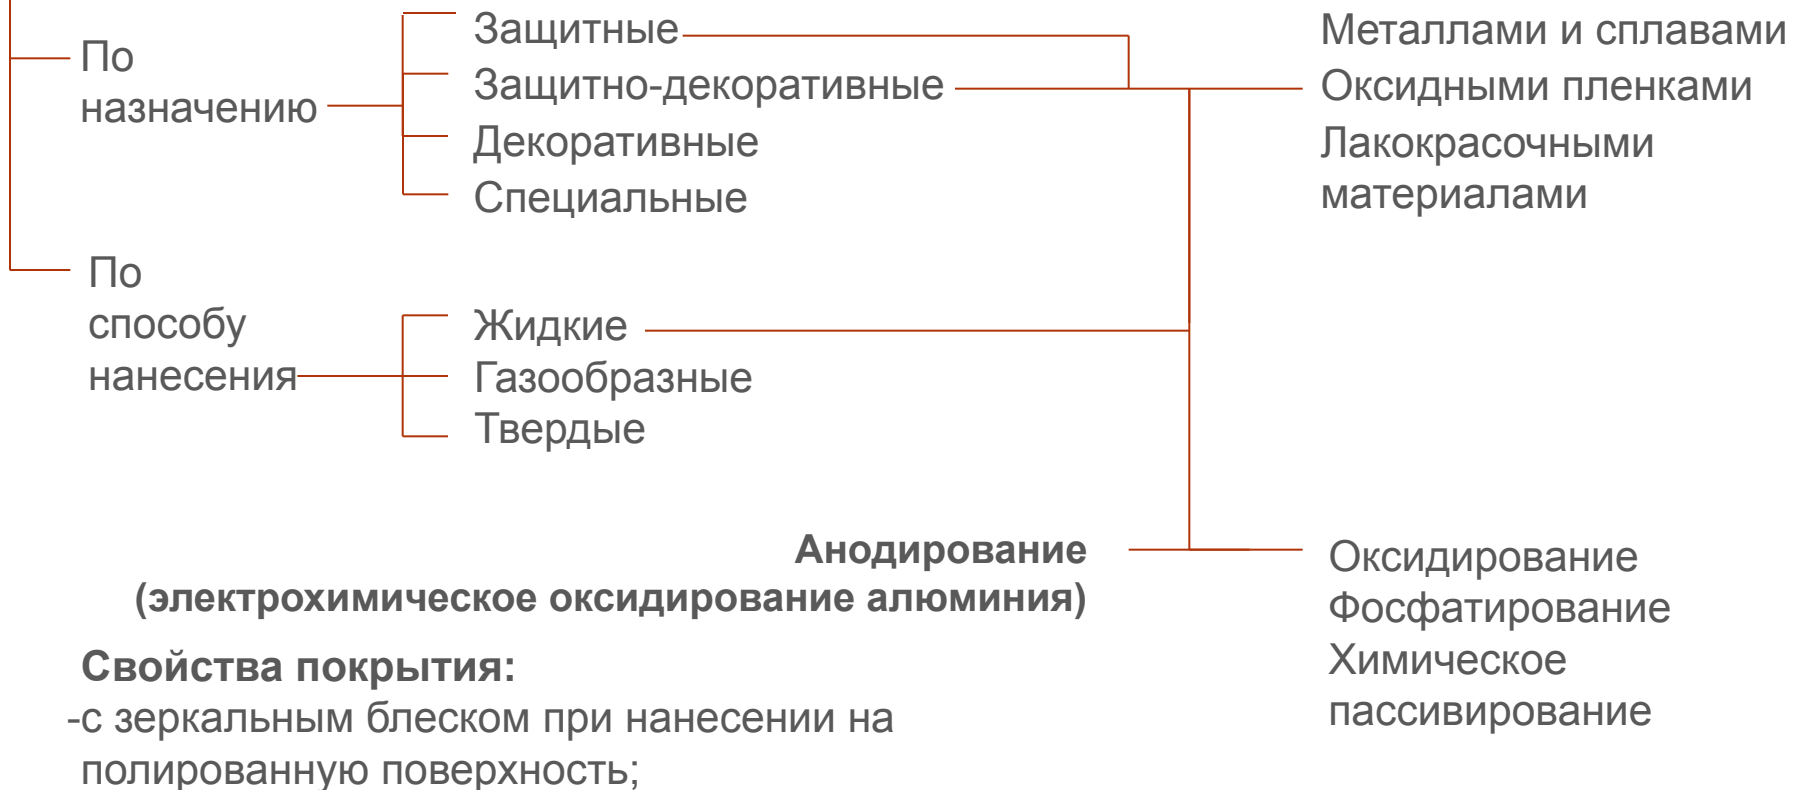 По
назначению
Защитные
Защитно-декоративные
Декоративные
Специальные
Металлами и сплавами
Оксидными пленками
Лакокрасочными
материалами
По
способу
нанесения
Жидкие
Газообразные
Твердые
Анодирование
(электрохимическое оксидирование алюминия)
Оксидирование
Фосфатирование
Химическое
пассивирование
Свойства покрытия:
-с зеркальным блеском при нанесении на
полированную поверхность;